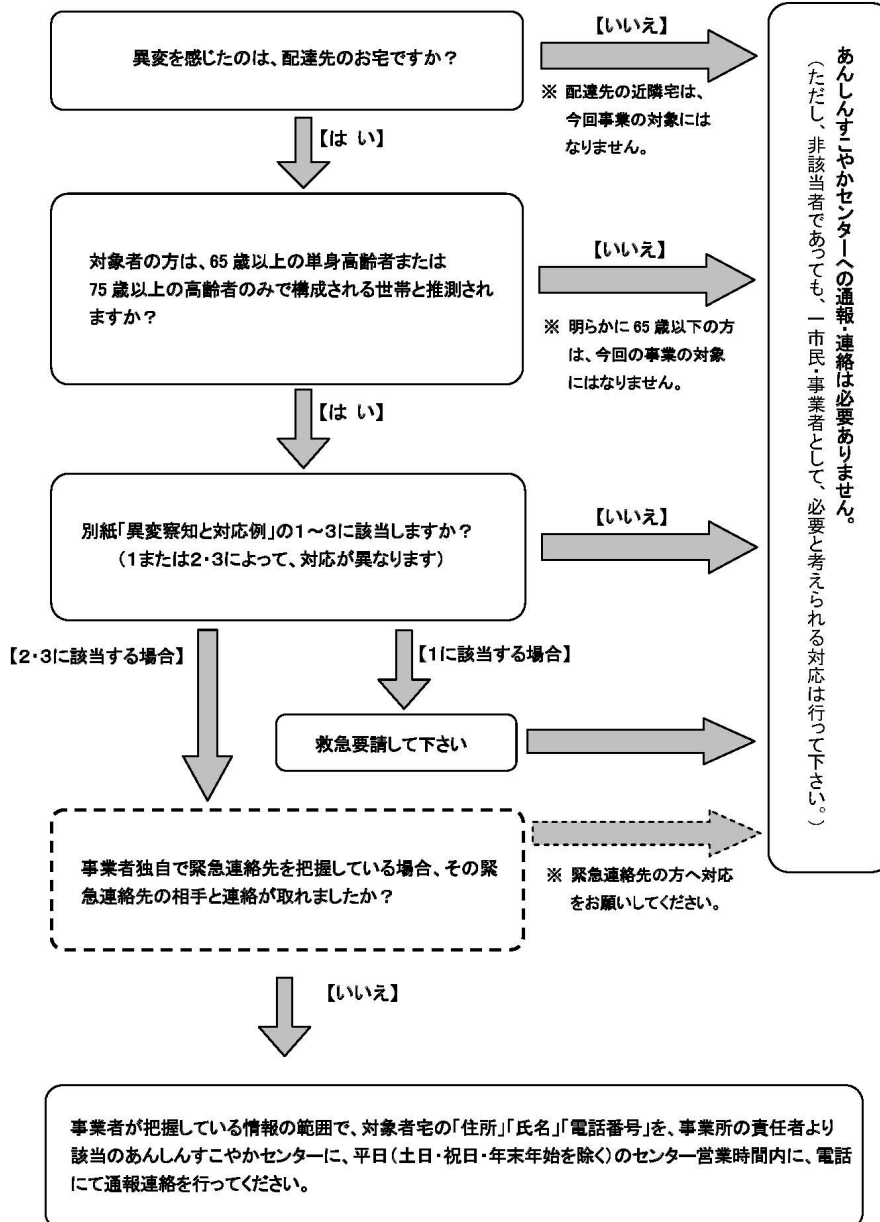 異変を感じたのは、配達先のお宅ですか？
【いいえ】
※ 配達先の近隣宅は、
今回事業の対象には
なりません。
【は い】
対象者の方は、65 歳以上の単身高齢者または
75 歳以上の高齢者のみで構成される世帯と推測され
ますか？
【いいえ】
※ 明らかに 65 歳以下の方
は、今回の事業の対象
にはなりません。
【は い】
別紙「異変察知と対応例」の１～３に該当しますか？
（１または２・３によって、対応が異なります）
【いいえ】
【２・３に該当する場合】
【１に該当する場合】
救急要請して下さい
事業者独自で緊急連絡先を把握している場合、その緊
急連絡先の相手と連絡が取れましたか？
※ 緊急連絡先の方へ対応
をお願いしてください。
【いいえ】
事業者が把握している情報の範囲で、対象者宅の「住所」「氏名」「電話番号」を、事業所の責任者より
該当のあんしんすこやかセンターに、平日（土日・祝日・年末年始を除く）のセンター営業時間内に、電話
にて通報連絡を行ってください。
あんしんすこやかセンターへの通報・連絡は必要ありません。
（ただし、非該当者であっても、一市民・事業者として、必要と考えられる対応は行って下さい。）